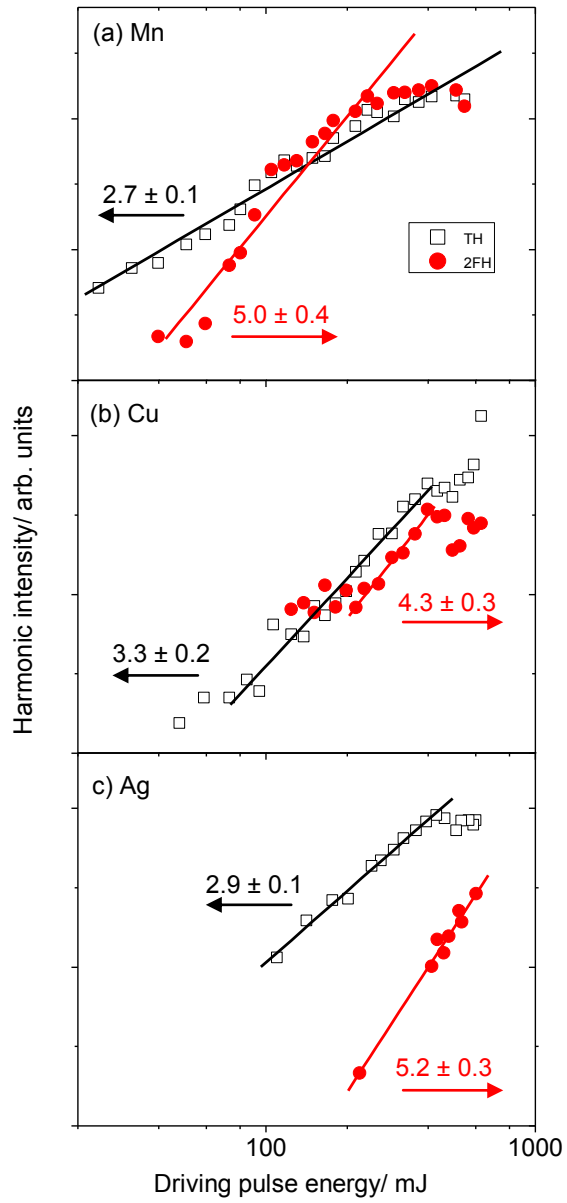 (a) Mn
2.7 ± 0.1
TH
2FH
5.0 ± 0.4
(b) Cu
Harmonic intensity/ arb. units
4.3 ± 0.3
3.3 ± 0.2
c) Ag
2.9 ± 0.1
5.2 ± 0.3
100
1000
Driving pulse energy/ mJ